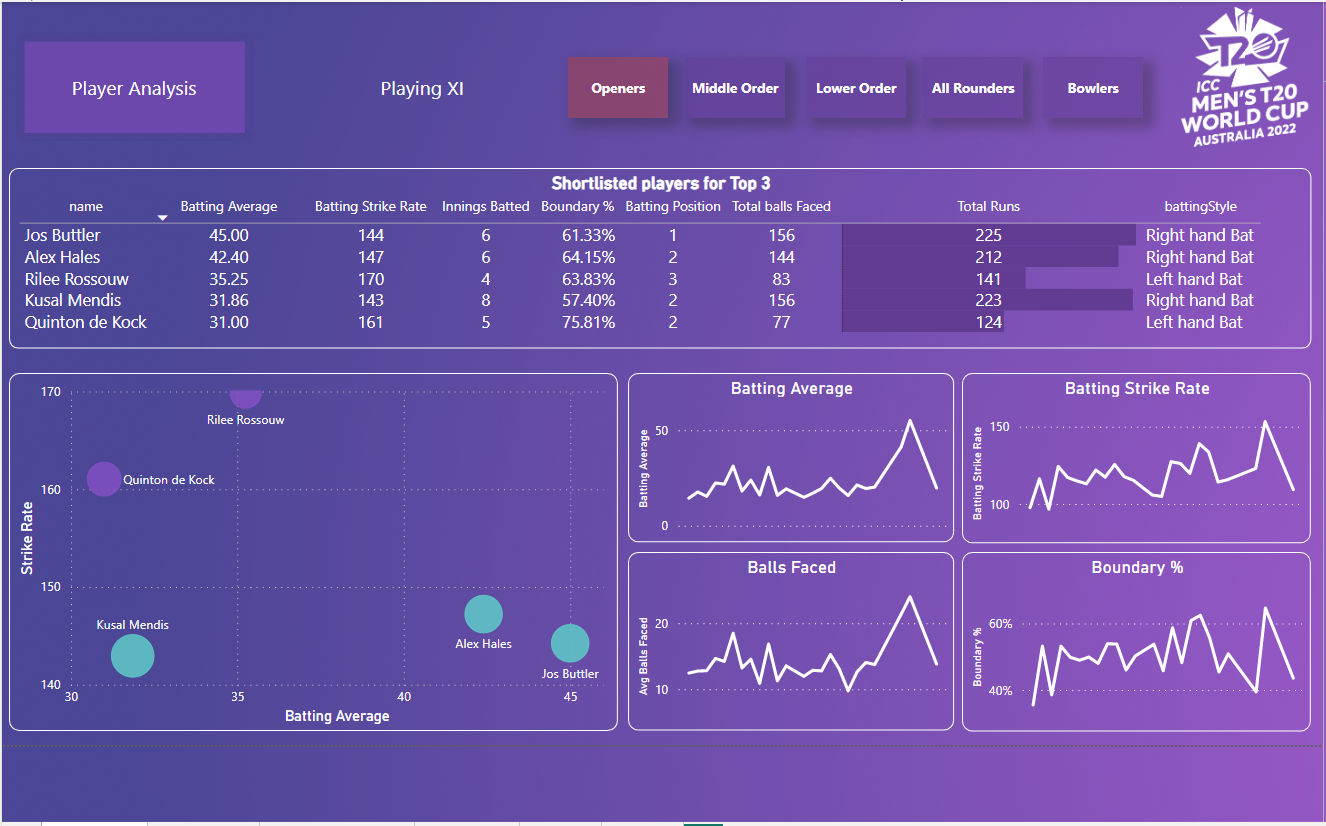 Player Analysis
Playing XI
Openers
Middle Order
Lower Order
All Rounders
Bowlers
T20
ICC
MEN'S T20
WORLD CUP
AUSTRALIA 2022
Shortlisted players for Top 3
name Batting Average Batting Strike Rate Innings Batted Boundary % Batting Position Total balls Faced Total Runs battingStyle
Jos Buttler 45.00 144 6 61.33% 1 156 225 Right hand Bat
Alex Hales 42.40 147 6 64.15% 2 144 212 Right hand Bat
Rilee Rossouw 35.25 170 4 63.83% 3 83 141 Left hand Bat
Kusal Mendis 31.86 143 8 57.40% 2 156 223 Right hand Bat
Quinton de Kock 31.00 161 5 75.81% 2 77 124 Left hand Bat
170
160
150
140
Strike Rate
Rilee Rossouw
Quinton de Kock
Kusal Mendis
Alex Hales
Jos Buttler
30 35 40 45
Batting Average
Batting Average
Batting Average
50
0
Batting Strike Rate
Batting Strike Rate
150
100
Balls Faced
Avg Balls Faced
20
10
Boundary %
Boundary %
60%
40%